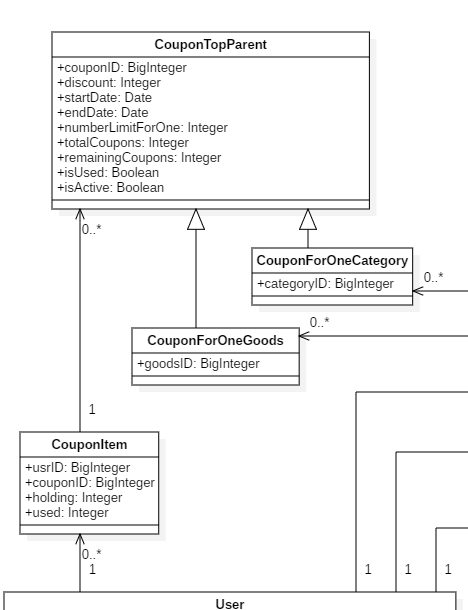 CouponTopParent
+couponID: BigInteger
+discount: Integer
+startDate: Date
+endDate: Date
+numberLimitForOne: Integer
+totalCoupons: Integer
+remainingCoupons: Integer
+isUsed: Boolean
+isActive: Boolean
0..*
CouponForOneCategory
+categoryID: BigInteger
0..*
0..*
CouponForOneGoods
+goodsID: BigInteger
1
CouponItem
+usrID: BigInteger
+couponID: BigInteger
+holding: Integer
+used: Integer
0..*
1
1
1
1
User